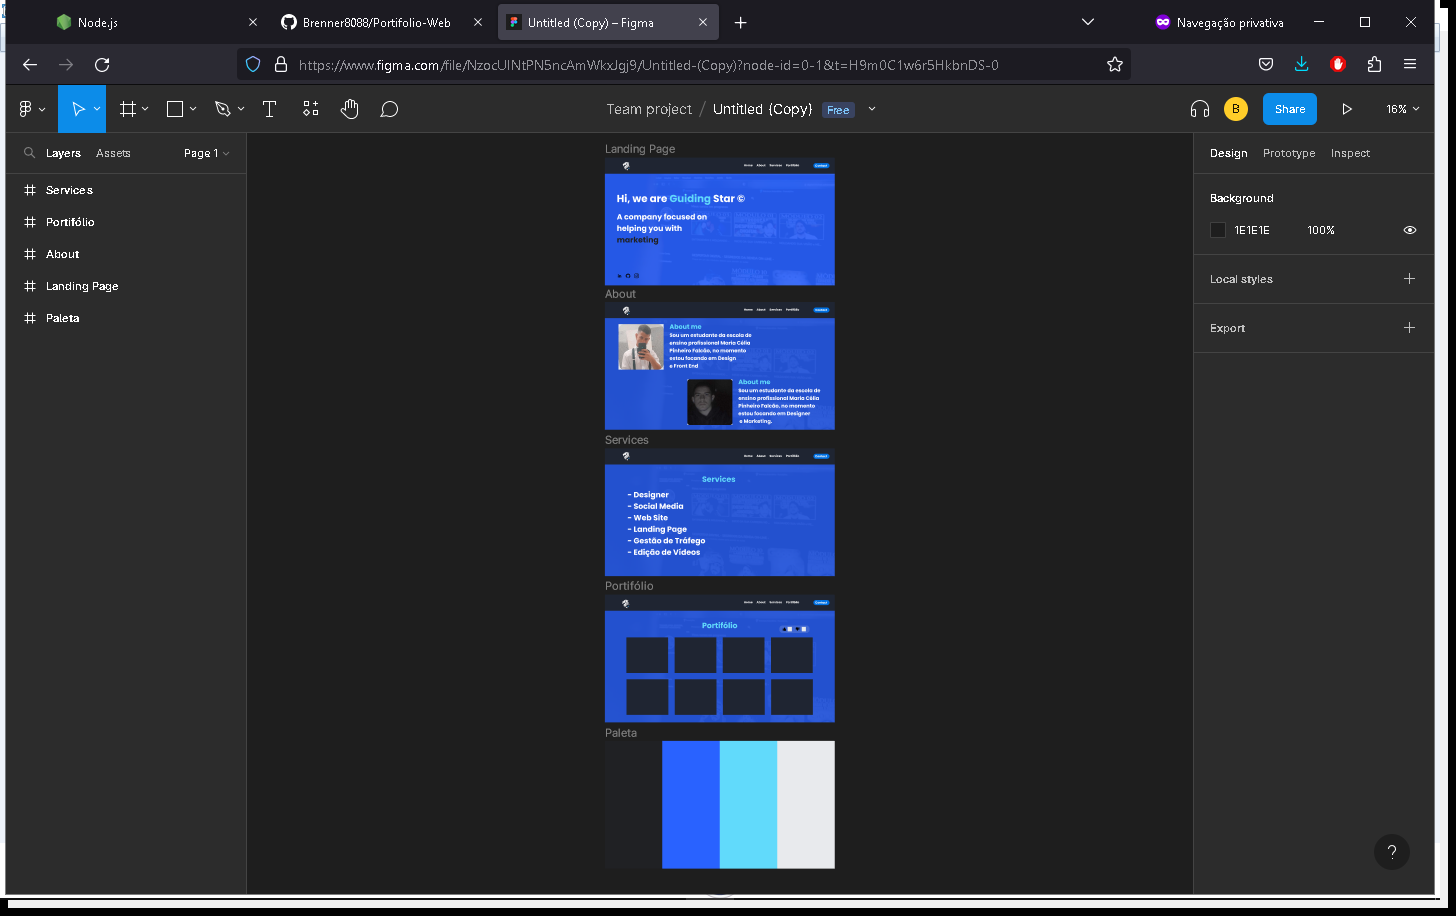 Node.js
Brenner8088/Portifolio-Web
Untitled (Copy) – Figma
Navegação privativa
https://www.figma.com/file/NzocUINtPN5ncAmWkxJgj9/Untitled-(Copy)?node-id=0-1&t=H9m0C1w6r5HkbnDS-0
Team project / Untitled (Copy) Free
B
Share
16%
Layers Assets Page 1
Services
Portifólio
About
Landing Page
Paleta
Landing Page
Home About Services Portifólio Contact
Hi, we are Guiding Star ©
A company focused on
helping you with
marketing
About
Home About Services Portifólio Contact
About me
Sou um estudante da escola de
ensino profissional Maria Célia
Pinheiro Falcão, no momento
estou focando em Design
e Front End
About me
Sou um estudante da escola de
ensino profissional Maria Célia
Pinheiro Falcão, no momento
estou focando em Designer
e Marketing.
Services
Home About Services Portifólio Contact
Services
- Designer
- Social Media
- Web Site
- Landing Page
- Gestão de Tráfego
- Edição de Vídeos
Portifólio
Home About Services Portifólio Contact
Portifólio
Paleta
Design Prototype Inspect
Background
1E1E1E 100%
Local styles
Export
?